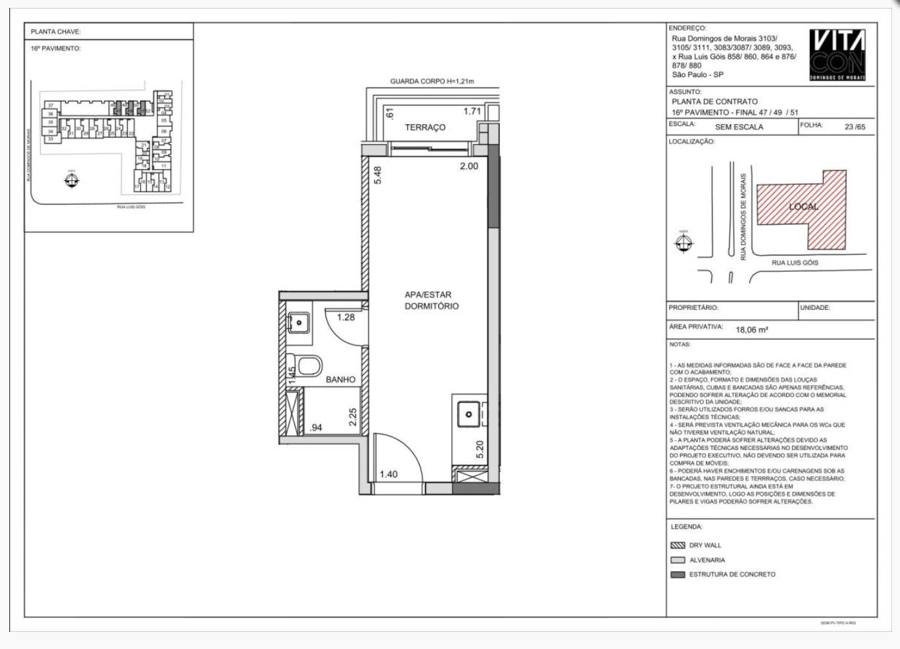 PLANTA CHAVE:
16º PAVIMENTO:
RUA LUIS GÓIS
GUARDA CORPO H=1,21m
.61
1.71
TERRAÇO
5.48
2.00
APA/ESTAR
DORMITÓRIO
1.28
1.45
BANHO
2.25
.94
5.20
1.40
ENDEREÇO:
Rua Domingos de Morais 3103/
3105/ 3111, 3083/3087/ 3089, 3093,
x Rua Luis Góis 858/ 860, 864 e 876/
878/ 880
São Paulo - SP
VITA
CON
DOMINGOS DE MORAIS
ASSUNTO:
PLANTA DE CONTRATO
16º PAVIMENTO - FINAL 47 / 49 / 51
ESCALA:
SEM ESCALA
FOLHA:
23 /65
LOCALIZAÇÃO:
RUA DOMINGOS DE MORAIS
LOCAL
RUA LUIS GÓIS
PROPRIETÁRIO:
UNIDADE:
ÁREA PRIVATIVA:
18,06 m²
NOTAS:
1 - AS MEDIDAS INFORMADAS SÃO DE FACE A FACE DA PAREDE
COM O ACABAMENTO;
2 - O ESPAÇO, FORMATO E DIMENSÕES DAS LOUÇAS
SANITÁRIAS, CUBAS E BANCADAS SÃO APENAS REFERÊNCIAS,
PODENDO SOFRER ALTERAÇÃO DE ACORDO COM O MEMORIAL
DESCRITIVO DA UNIDADE;
3 - SERÃO UTILIZADOS FORROS E/OU SANCAS PARA AS
INSTALAÇÕES TÉCNICAS;
4 - SERÁ PREVISTA VENTILAÇÃO MECÂNICA PARA OS WCs QUE
NÃO TIVEREM VENTILAÇÃO NATURAL;
5 - A PLANTA PODERÁ SOFRER ALTERAÇÕES DEVIDO AS
ADAPTAÇÕES TÉCNICAS NECESSÁRIAS NO DESENVOLVIMENTO
DO PROJETO EXECUTIVO, NÃO DEVENDO SER UTILIZADA PARA
COMPRA DE MÓVEIS;
6 - PODERÁ HAVER ENCHIMENTOS E/OU CARENAGENS SOB AS
BANCADAS, NAS PAREDES E TERRRAÇOS, CASO NECESSÁRIO;
7- O PROJETO ESTRUTURAL AINDA ESTÁ EM
DESENVOLVIMENTO, LOGO AS POSIÇÕES E DIMENSÕES DE
PILARES E VIGAS PODERÃO SOFRER ALTERAÇÕES.
LEGENDA:
DRY WALL
ALVENARIA
ESTRUTURA DE CONCRETO